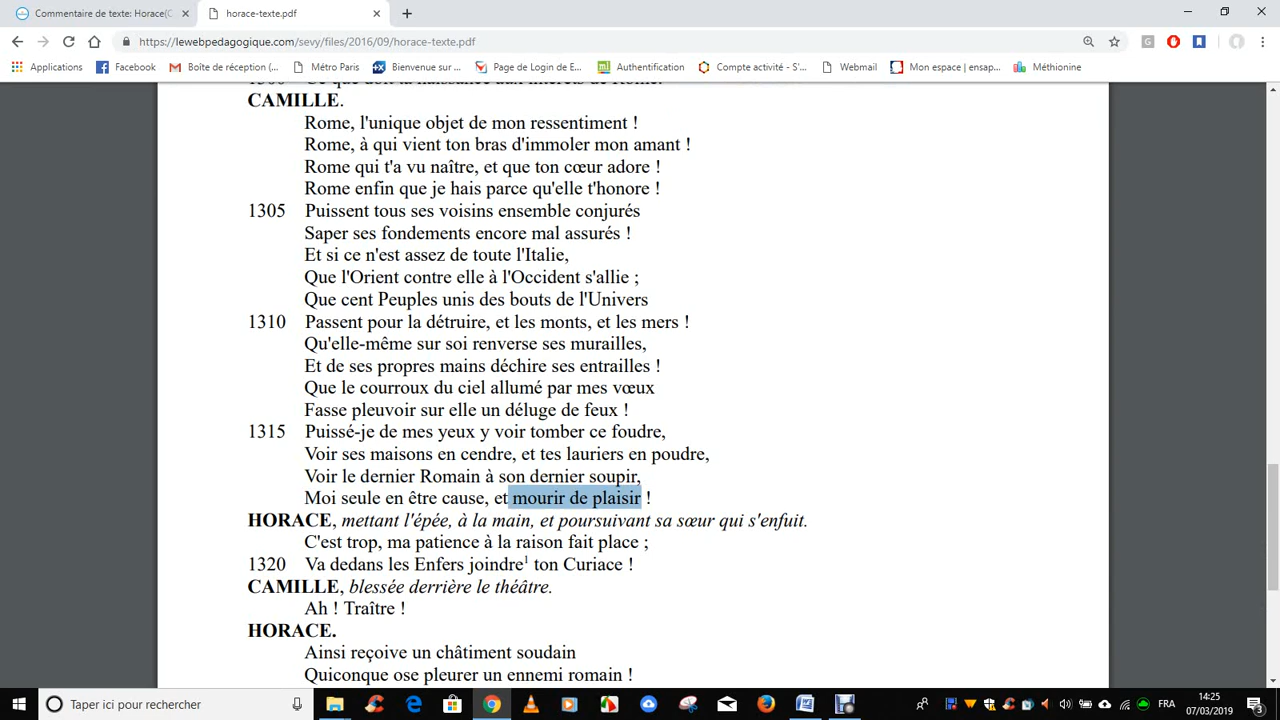 Commentaire de texte: Horace(C
horace-texte.pdf
https://lewebpedagogique.com/sevy/files/2016/09/horace-texte.pdf
Applications
Facebook
Boîte de réception (...
Métro Paris
Bienvenue sur ...
Page de Login de E...
Authentification
Compte activité - S'...
Webmail
Mon espace | ensap...
Méthionine
CAMILLE.
Rome, l'unique objet de mon ressentiment !
Rome, à qui vient ton bras d'immoler mon amant !
Rome qui t'a vu naître, et que ton cœur adore !
Rome enfin que je hais parce qu'elle t'honore !
1305 Puissent tous ses voisins ensemble conjurés
Saper ses fondements encore mal assurés !
Et si ce n'est assez de toute l'Italie,
Que l'Orient contre elle à l'Occident s'allie ;
Que cent Peuples unis des bouts de l'Univers
1310 Passent pour la détruire, et les monts, et les mers !
Qu'elle-même sur soi renverse ses murailles,
Et de ses propres mains déchire ses entrailles !
Que le courroux du ciel allumé par mes vœux
Fasse pleuvoir sur elle un déluge de feux !
1315 Puissé-je de mes yeux y voir tomber ce foudre,
Voir ses maisons en cendre, et tes lauriers en poudre,
Voir le dernier Romain à son dernier soupir,
Moi seule en être cause, et mourir de plaisir !
HORACE, mettant l'épée, à la main, et poursuivant sa sœur qui s'enfuit.
C'est trop, ma patience à la raison fait place ;
1320 Va dedans les Enfers joindre1 ton Curiace !
CAMILLE, blessée derrière le théâtre.
Ah ! Traître !
HORACE.
Ainsi reçoive un châtiment soudain
Quiconque ose pleurer un ennemi romain !
Taper ici pour rechercher
FRA
14:25
07/03/2019